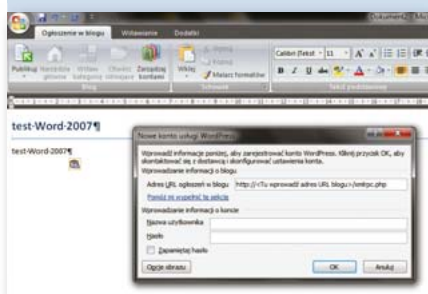 Dokument2
Ogłoszenie w blogu Wstawianie Dodatki
Publikuj
Zarządzaj kontami
Wklej
Malarz formatów
Calibri (Tekst 11
Blog
Schowek
Tekst podstawowy
test-Word-2007¶
test-Word-2007¶
Nowe konto usługi WordPress
Wprowadź informacje poniżej, aby zarejestrować konto WordPress. Kliknij przycisk OK, aby
skontaktować się z dostawcą i skonfigurować ustawienia konta.
Wprowadzanie informacji o blogu
Adres URL ogłoszeń w blogu http://<Tu wprowadź adres URL blogu>/xmlrpc.php
Pomóż mi wypełnić tę sekcję
Wprowadzanie informacji o koncie
Nazwa użytkownika
Hasło
Zapamiętaj hasło
Opcje obrazu OK Anuluj